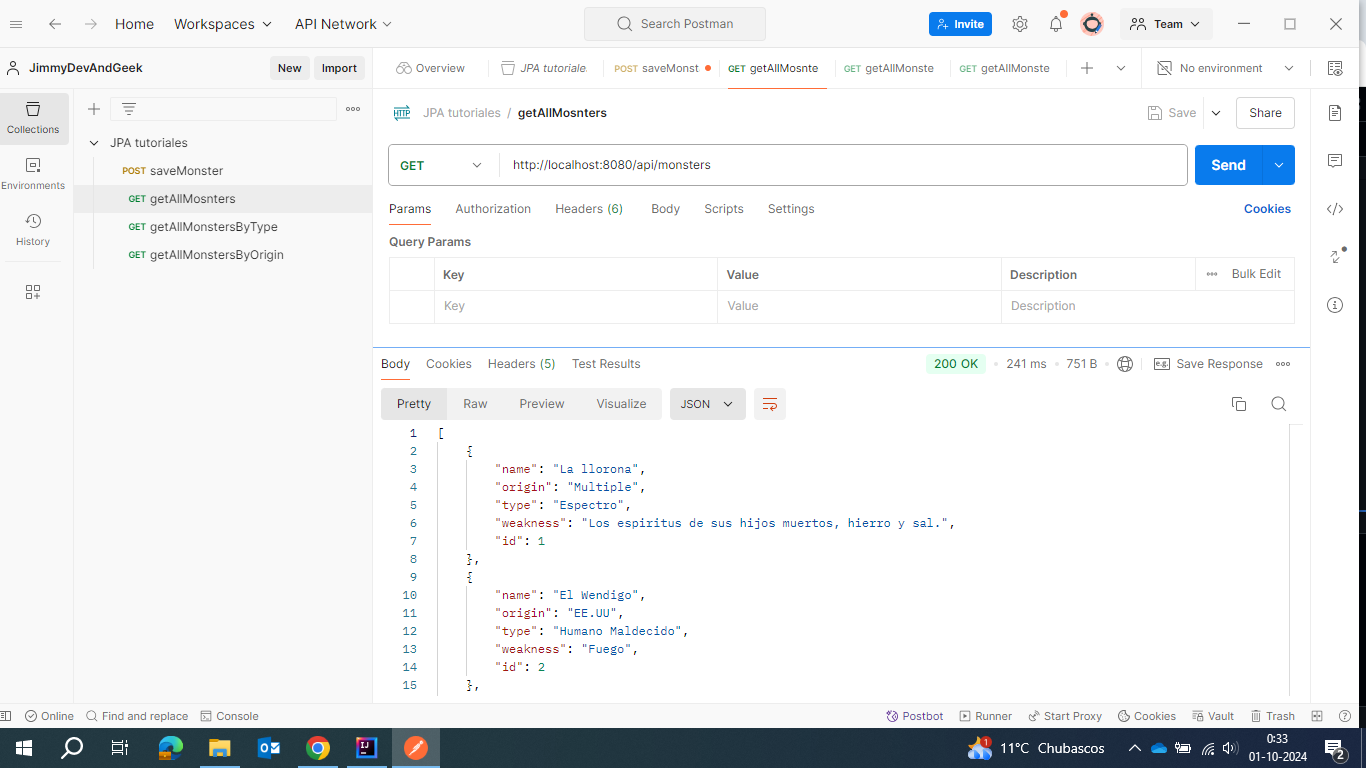 Home Workspaces API Network Search Postman Invite Team
JimmyDevAndGeek New Import Overview JPA tutoriale POST saveMonst GET getAllMosnte GET getAllMonste GET getAllMonste No environment
Collections
Environments
History
JPA tutoriales
POST saveMonster
GET getAllMosnters
GET getAllMonstersByType
GET getAllMonstersByOrigin
HTTP JPA tutoriales / getAllMosnters Save Share
GET http://localhost:8080/api/monsters Send
Params Authorization Headers (6) Body Scripts Settings Cookies
Query Params
Key Value Description Bulk Edit
Key Value Description
Body Cookies Headers (5) Test Results 200 OK 241 ms 751 B e.g. Save Response
Pretty Raw Preview Visualize JSON
1 [
2 {
3 "name": "La llorona",
4 "origin": "Multiple",
5 "type": "Espectro",
6 "weakness": "Los espiritus de sus hijos muertos, hierro y sal.",
7 "id": 1
8 },
9 {
10 "name": "El Wendigo",
11 "origin": "EE.UU",
12 "type": "Humano Maldecido",
13 "weakness": "Fuego",
14 "id": 2
15 },
Online Find and replace Console Postbot Runner Start Proxy Cookies Vault Trash
1 11°C Chubascos 0:33
01-10-2024 2